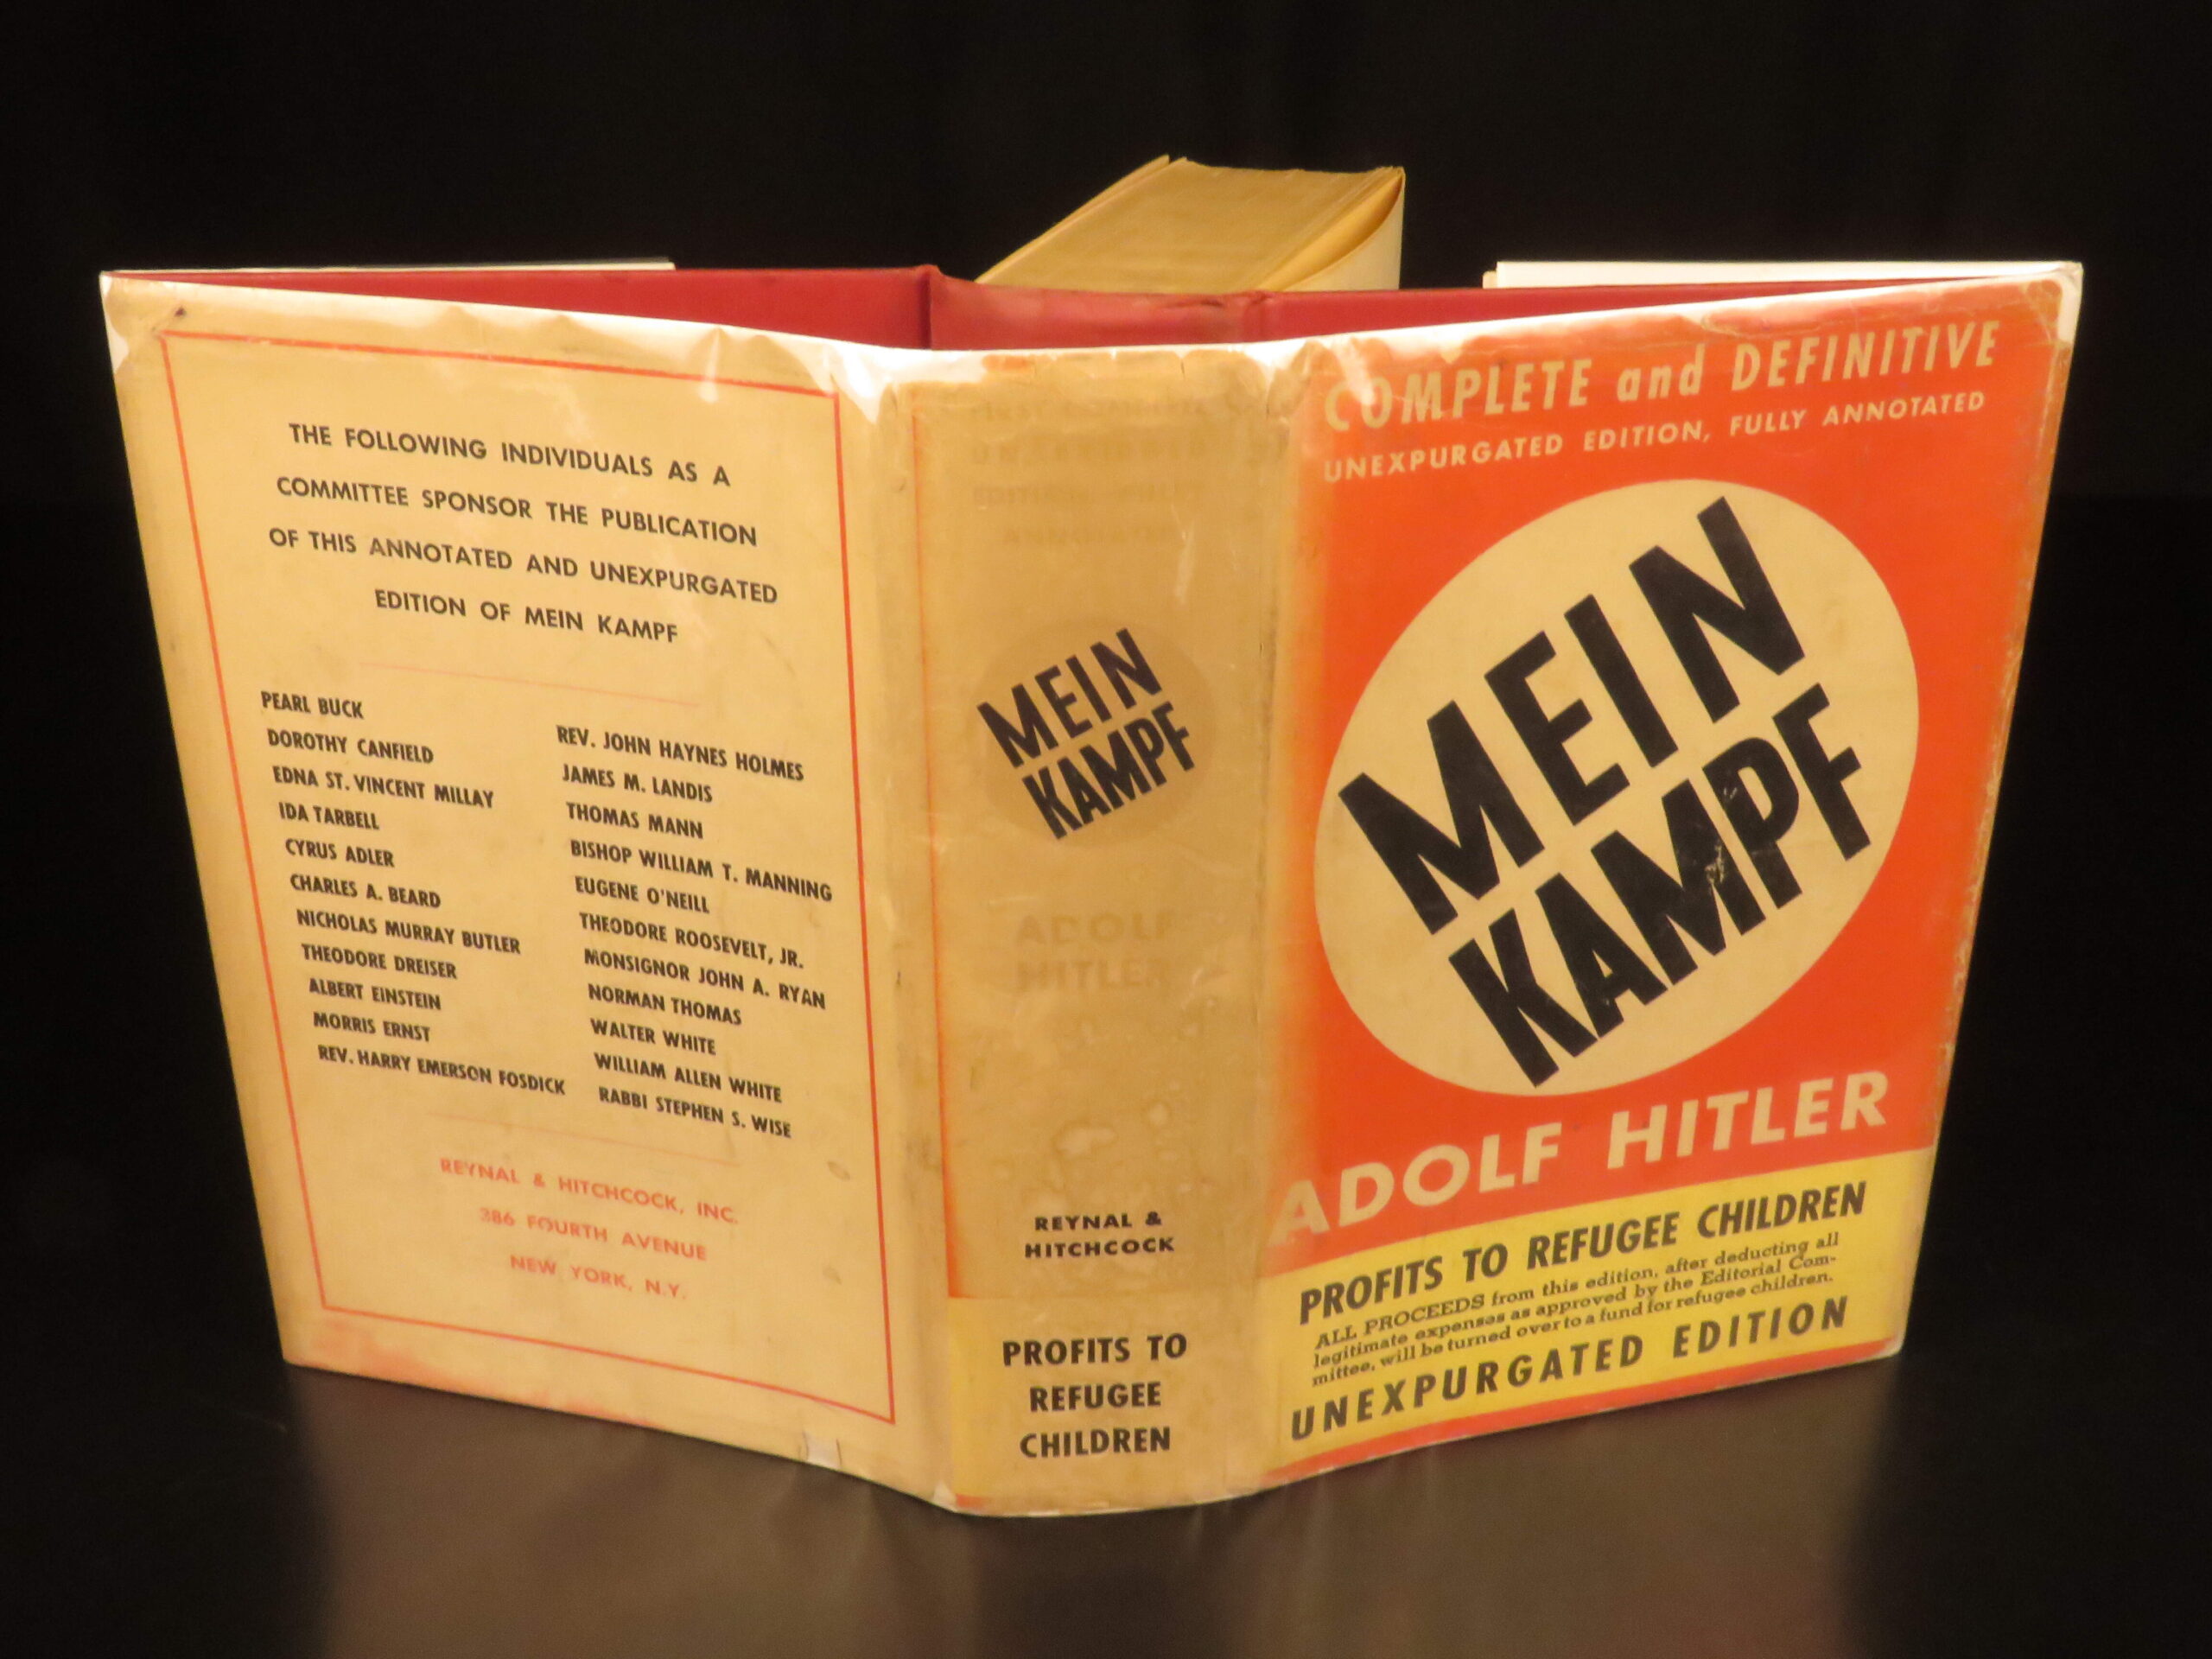 THE FOLLOWING INDIVIDUALS AS A
COMMITTEE SPONSOR THE PUBLICATION
OF THIS ANNOTATED AND UNEXPURGATED
EDITION OF MEIN KAMPF
PEARL BUCK
DOROTHY CANFIELD
EDNA ST. VINCENT MILLAY
IDA TARBELL
CYRUS ADLER
CHARLES A. BEARD
NICHOLAS MURRAY BUTLER
THEODORE DREISER
ALBERT EINSTEIN
MORRIS ERNST
REV. HARRY EMERSON FOSDICK
REV. JOHN HAYNES HOLMES
JAMES M. LANDIS
THOMAS MANN
BISHOP WILLIAM T. MANNING
EUGENE O'NEILL
THEODORE ROOSEVELT, JR.
MONSIGNOR JOHN A. RYAN
NORMAN THOMAS
WALTER WHITE
WILLIAM ALLEN WHITE
RABBI STEPHEN S. WISE
REYNAL & HITCHCOCK, INC.
386 FOURTH AVENUE
NEW YORK, N.Y.
FIRST COMPLETE
EDITION
MEIN
KAMPF
ADOLF
HITLER
REYNAL &
HITCHCOCK
PROFITS TO
REFUGEE
CHILDREN
COMPLETE and DEFINITIVE
UNEXPURGATED EDITION, FULLY ANNOTATED
MEIN
KAMPF
ADOLF HITLER
PROFITS TO REFUGEE CHILDREN
ALL PROCEEDS from this edition, after deducting all
legitimate expenses as approved by the Editorial Com-
mittee, will be turned over to a fund for refugee children.
UNEXPURGATED EDITION